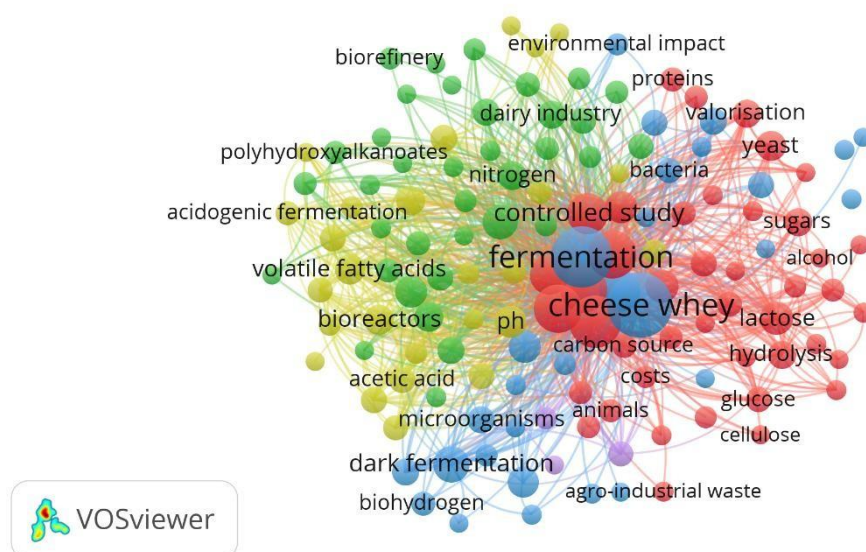 environmental impact
biorefinery
proteins
dairy industry
valorisation
yeast
polyhydroxyalkanoates
nitrogen
bacteria
acidogenic fermentation
controlled study
sugars
fermentation
alcohol
volatile fatty acids
cheese whey
bioreactors
ph
lactose
carbon source
hydrolysis
acetic acid
costs
glucose
microorganisms
animals
cellulose
dark fermentation
biohydrogen
agro-industrial waste
VOSviewer